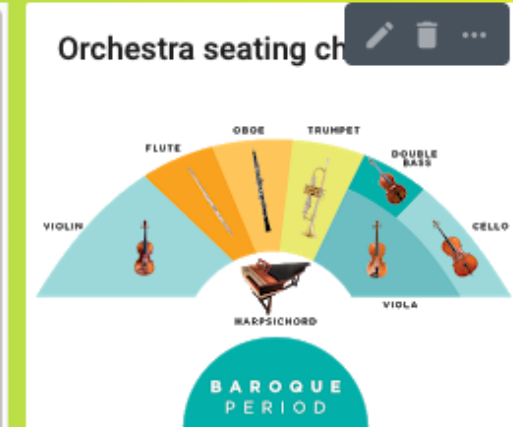 Orchestra seating ch
OBOE
TRUMPET
FLUTE
DOUBLE
BASS
VIOLIN
CELLO
VIOLA
HARPSICHORD
BAROQUE
PERIOD